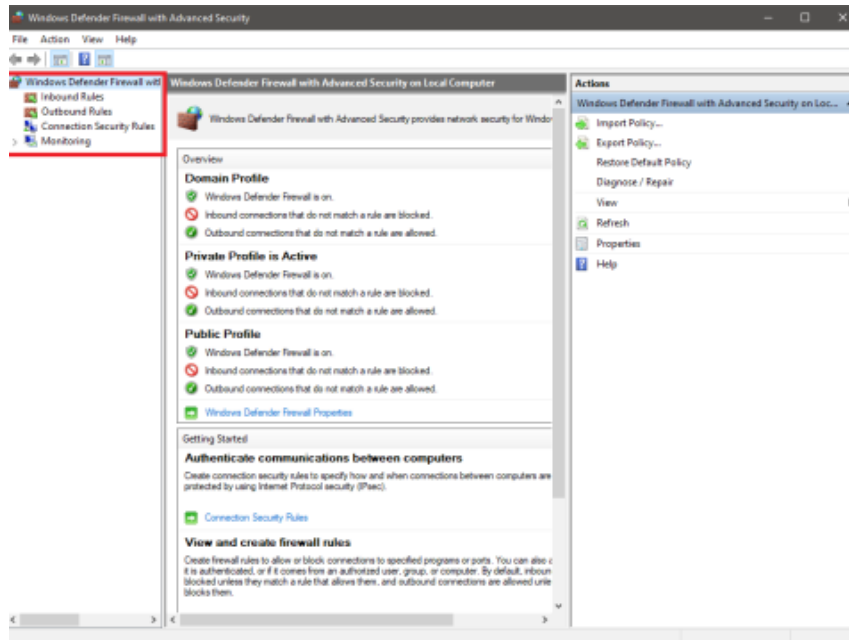 Windows Defender Firewall with Advanced Security
File Action View Help
Windows Defender Firewall wit
Inbound Rules
Outbound Rules
Connection Security Rules
Monitoring
Windows Defender Firewall with Advanced Security on Local Computer
Windows Defender Firewall with Advanced Security provides network security for Window
Overview
Domain Profile
Windows Defender Firewall is on.
Inbound connections that do not match a rule are blocked.
Outbound connections that do not match a rule are allowed.
Private Profile is Active
Windows Defender Firewall is on.
Inbound connections that do not match a rule are blocked.
Outbound connections that do not match a rule are allowed.
Public Profile
Windows Defender Firewall is on.
Inbound connections that do not match a rule are blocked.
Outbound connections that do not match a rule are allowed.
Windows Defender Firewall Properties
Getting Started
Authenticate communications between computers
Create connection security rules to specify how and when connections between computers are
protected by using Internet Protocol security (IPsec).
Connection Security Rules
View and create firewall rules
Create firewall rules to allow or block connections to specified programs or ports. You can also a
it is authenticated, or if it comes from an authorized user, group, or computer. By default, inboun
blocked unless they match a rule that allows them, and outbound connections are allowed unle
blocks them.
Actions
Windows Defender Firewall with Advanced Security on Loc...
Import Policy...
Export Policy...
Restore Default Policy
Diagnose / Repair
View
Refresh
Properties
Help